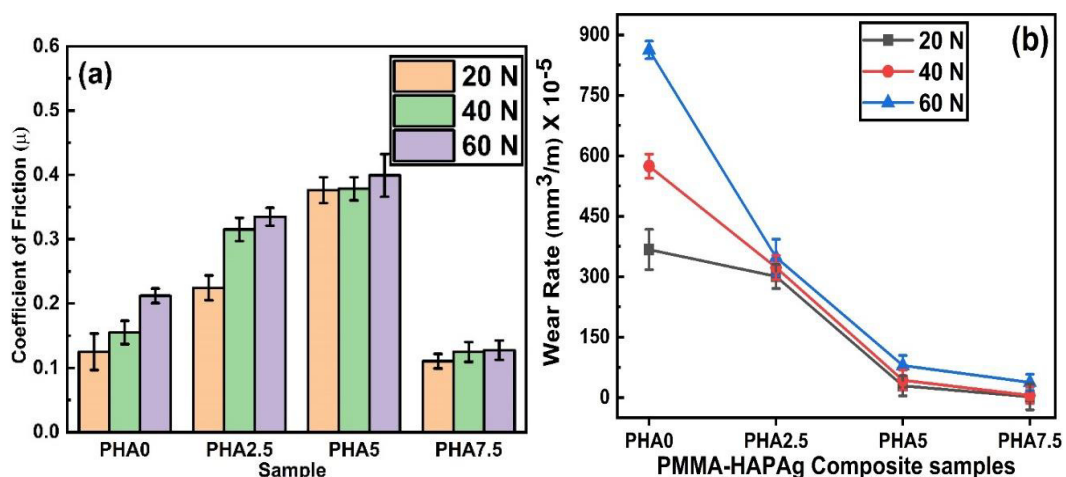 (a)
20 N
40 N
60 N
Coefficient of Friction (μ)
0.6
0.5
0.4
0.3
0.2
0.1
0.0
PHA0 PHA2.5 PHA5 PHA7.5
Sample
(b)
20 N
40 N
60 N
Wear Rate (mm³/m) X 10⁻⁵
900
750
600
450
300
150
0
PHA0 PHA2.5 PHA5 PHA7.5
PMMA-HAPAg Composite samples